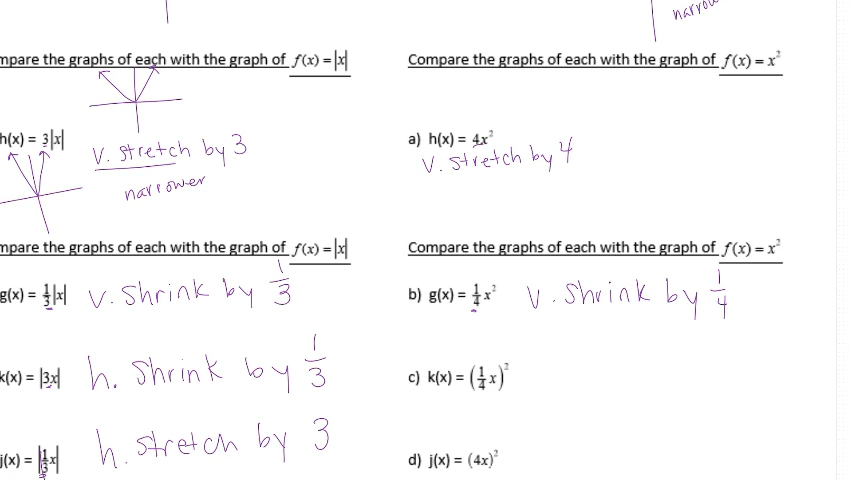 mpare the graphs of each with the graph of f(x) = |x|
h(x) = 3|x|
V. stretch by 3
narrower
mpare the graphs of each with the graph of f(x) = |x|
g(x) = 1/3|x| v. shrink by 1/3
k(x) = |3x| h. shrink by 1/3
j(x) = |1/3x| h. stretch by 3
narrow
Compare the graphs of each with the graph of f(x) = x²
a) h(x) = 4x²
V. stretch by 4
Compare the graphs of each with the graph of f(x) = x²
b) g(x) = 1/4 x² V. shrink by 1/4
c) k(x) = (1/4 x)²
d) j(x) = (4x)²